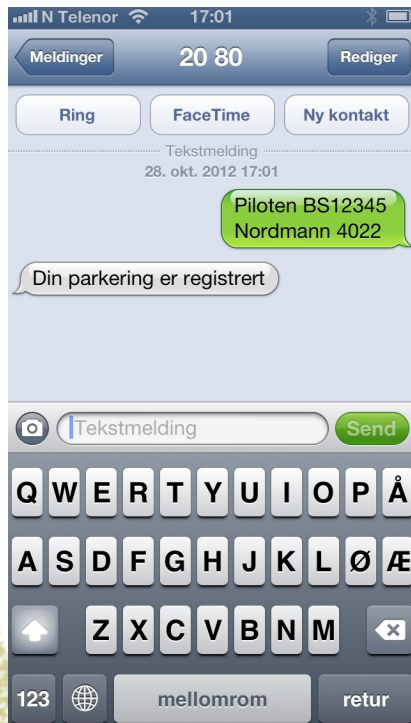 N Telenor 17:01
Meldinger 20 80 Rediger
Ring FaceTime Ny kontakt
Tekstmelding
28. okt. 2012 17:01
Piloten BS12345
Nordmann 4022
Din parkering er registrert
Tekstmelding Send
Q W E R T Y U I O P Å
A S D F G H J K L Ø Æ
Z X C V B N M
123 mellomrom retur